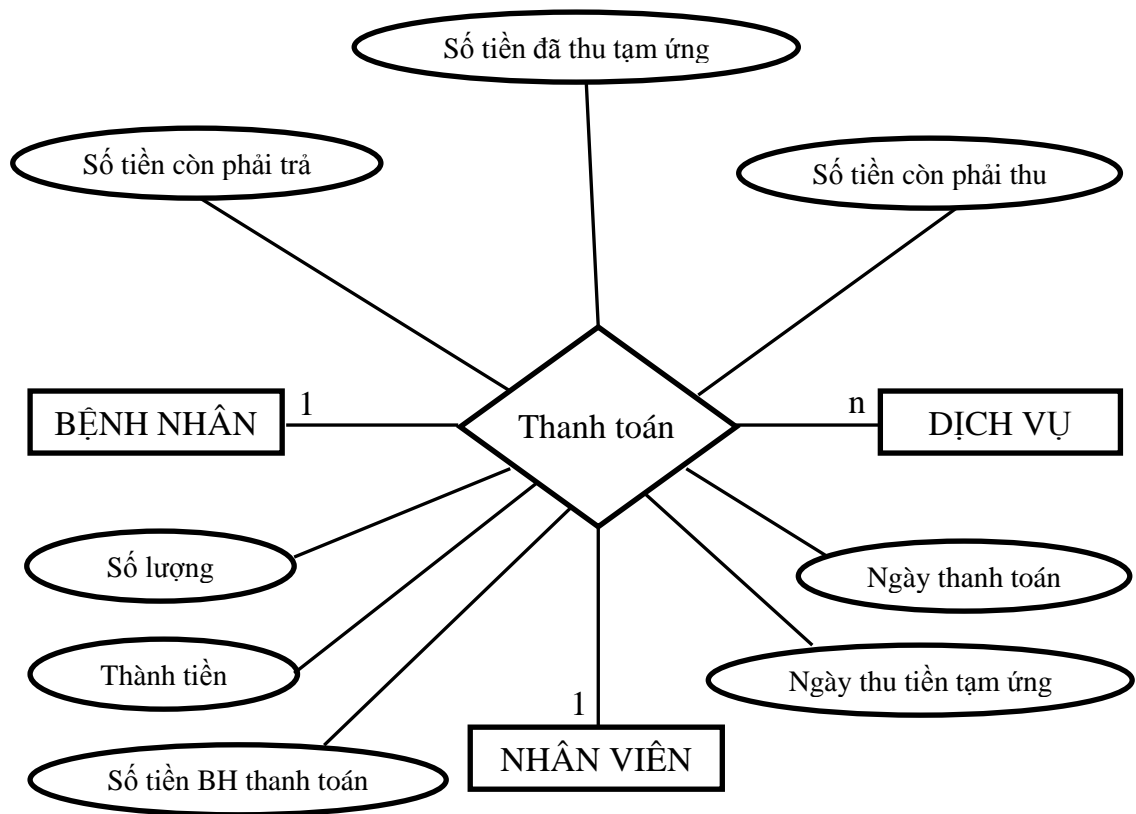 Số tiền đã thu tạm ứng
Số tiền còn phải trả
Số tiền còn phải thu
BỆNH NHÂN
1
Thanh toán
n
DỊCH VỤ
Số lượng
Ngày thanh toán
Thành tiền
Ngày thu tiền tạm ứng
1
NHÂN VIÊN
Số tiền BH thanh toán